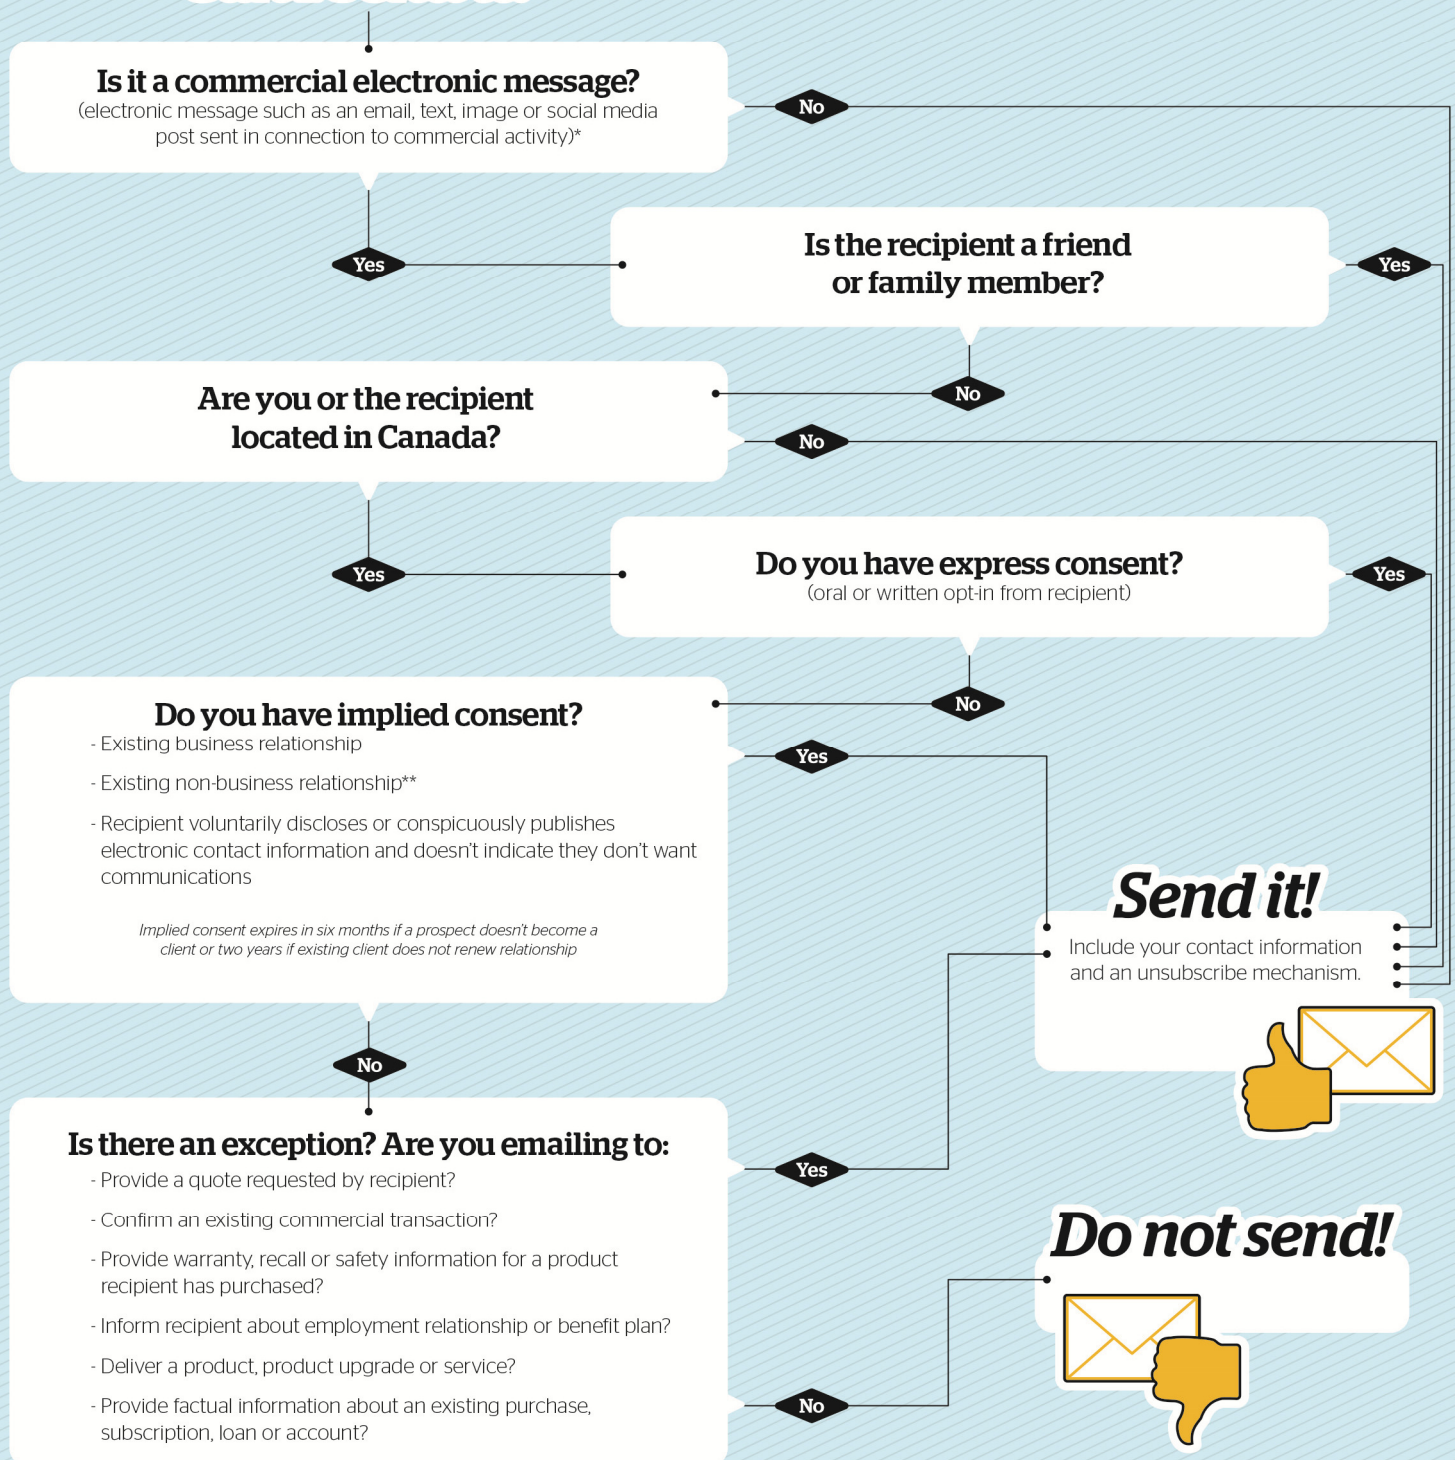 Is it a commercial electronic message?
(electronic message such as an email, text, image or social media
post sent in connection to commercial activity)*
No
Yes
Is the recipient a friend
or family member?
Yes
No
Are you or the recipient
located in Canada?
No
Yes
Do you have express consent?
(oral or written opt-in from recipient)
Yes
No
Do you have implied consent?
- Existing business relationship
- Existing non-business relationship**
- Recipient voluntarily discloses or conspicuously publishes
electronic contact information and doesn't indicate they don't want
communications
Implied consent expires in six months if a prospect doesn't become a
client or two years if existing client does not renew relationship
Yes
No
Send it!
Include your contact information
and an unsubscribe mechanism.
Is there an exception? Are you emailing to:
- Provide a quote requested by recipient?
- Confirm an existing commercial transaction?
- Provide warranty, recall or safety information for a product
recipient has purchased?
- Inform recipient about employment relationship or benefit plan?
- Deliver a product, product upgrade or service?
- Provide factual information about an existing purchase,
subscription, loan or account?
Yes
No
Do not send!